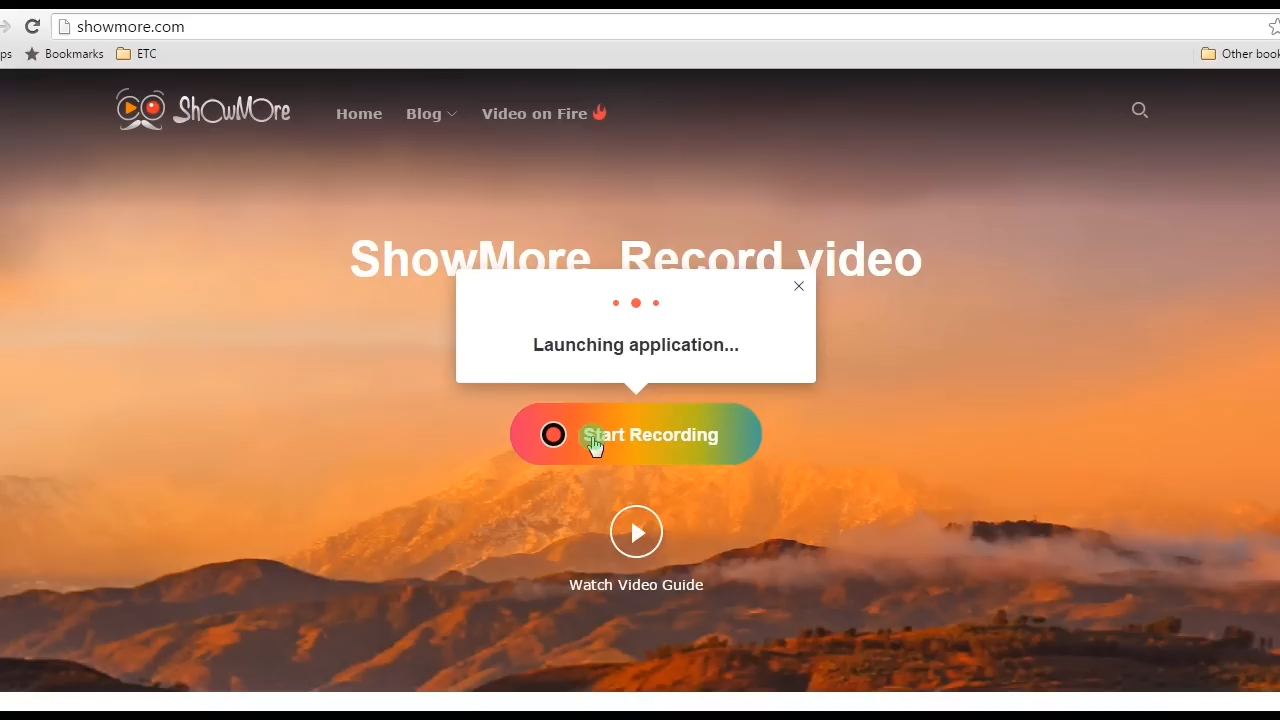 showmore.com
ps Bookmarks ETC Other book
ShowMore Home Blog Video on Fire
ShowMore Record video
Launching application...
Start Recording
Watch Video Guide